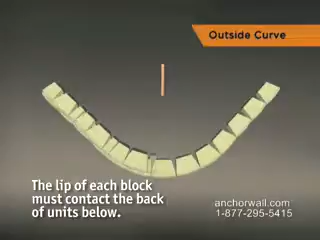 Outside Curve
The lip of each block
must contact the back
of units below.
anchorwall.com
1-877-295-5415